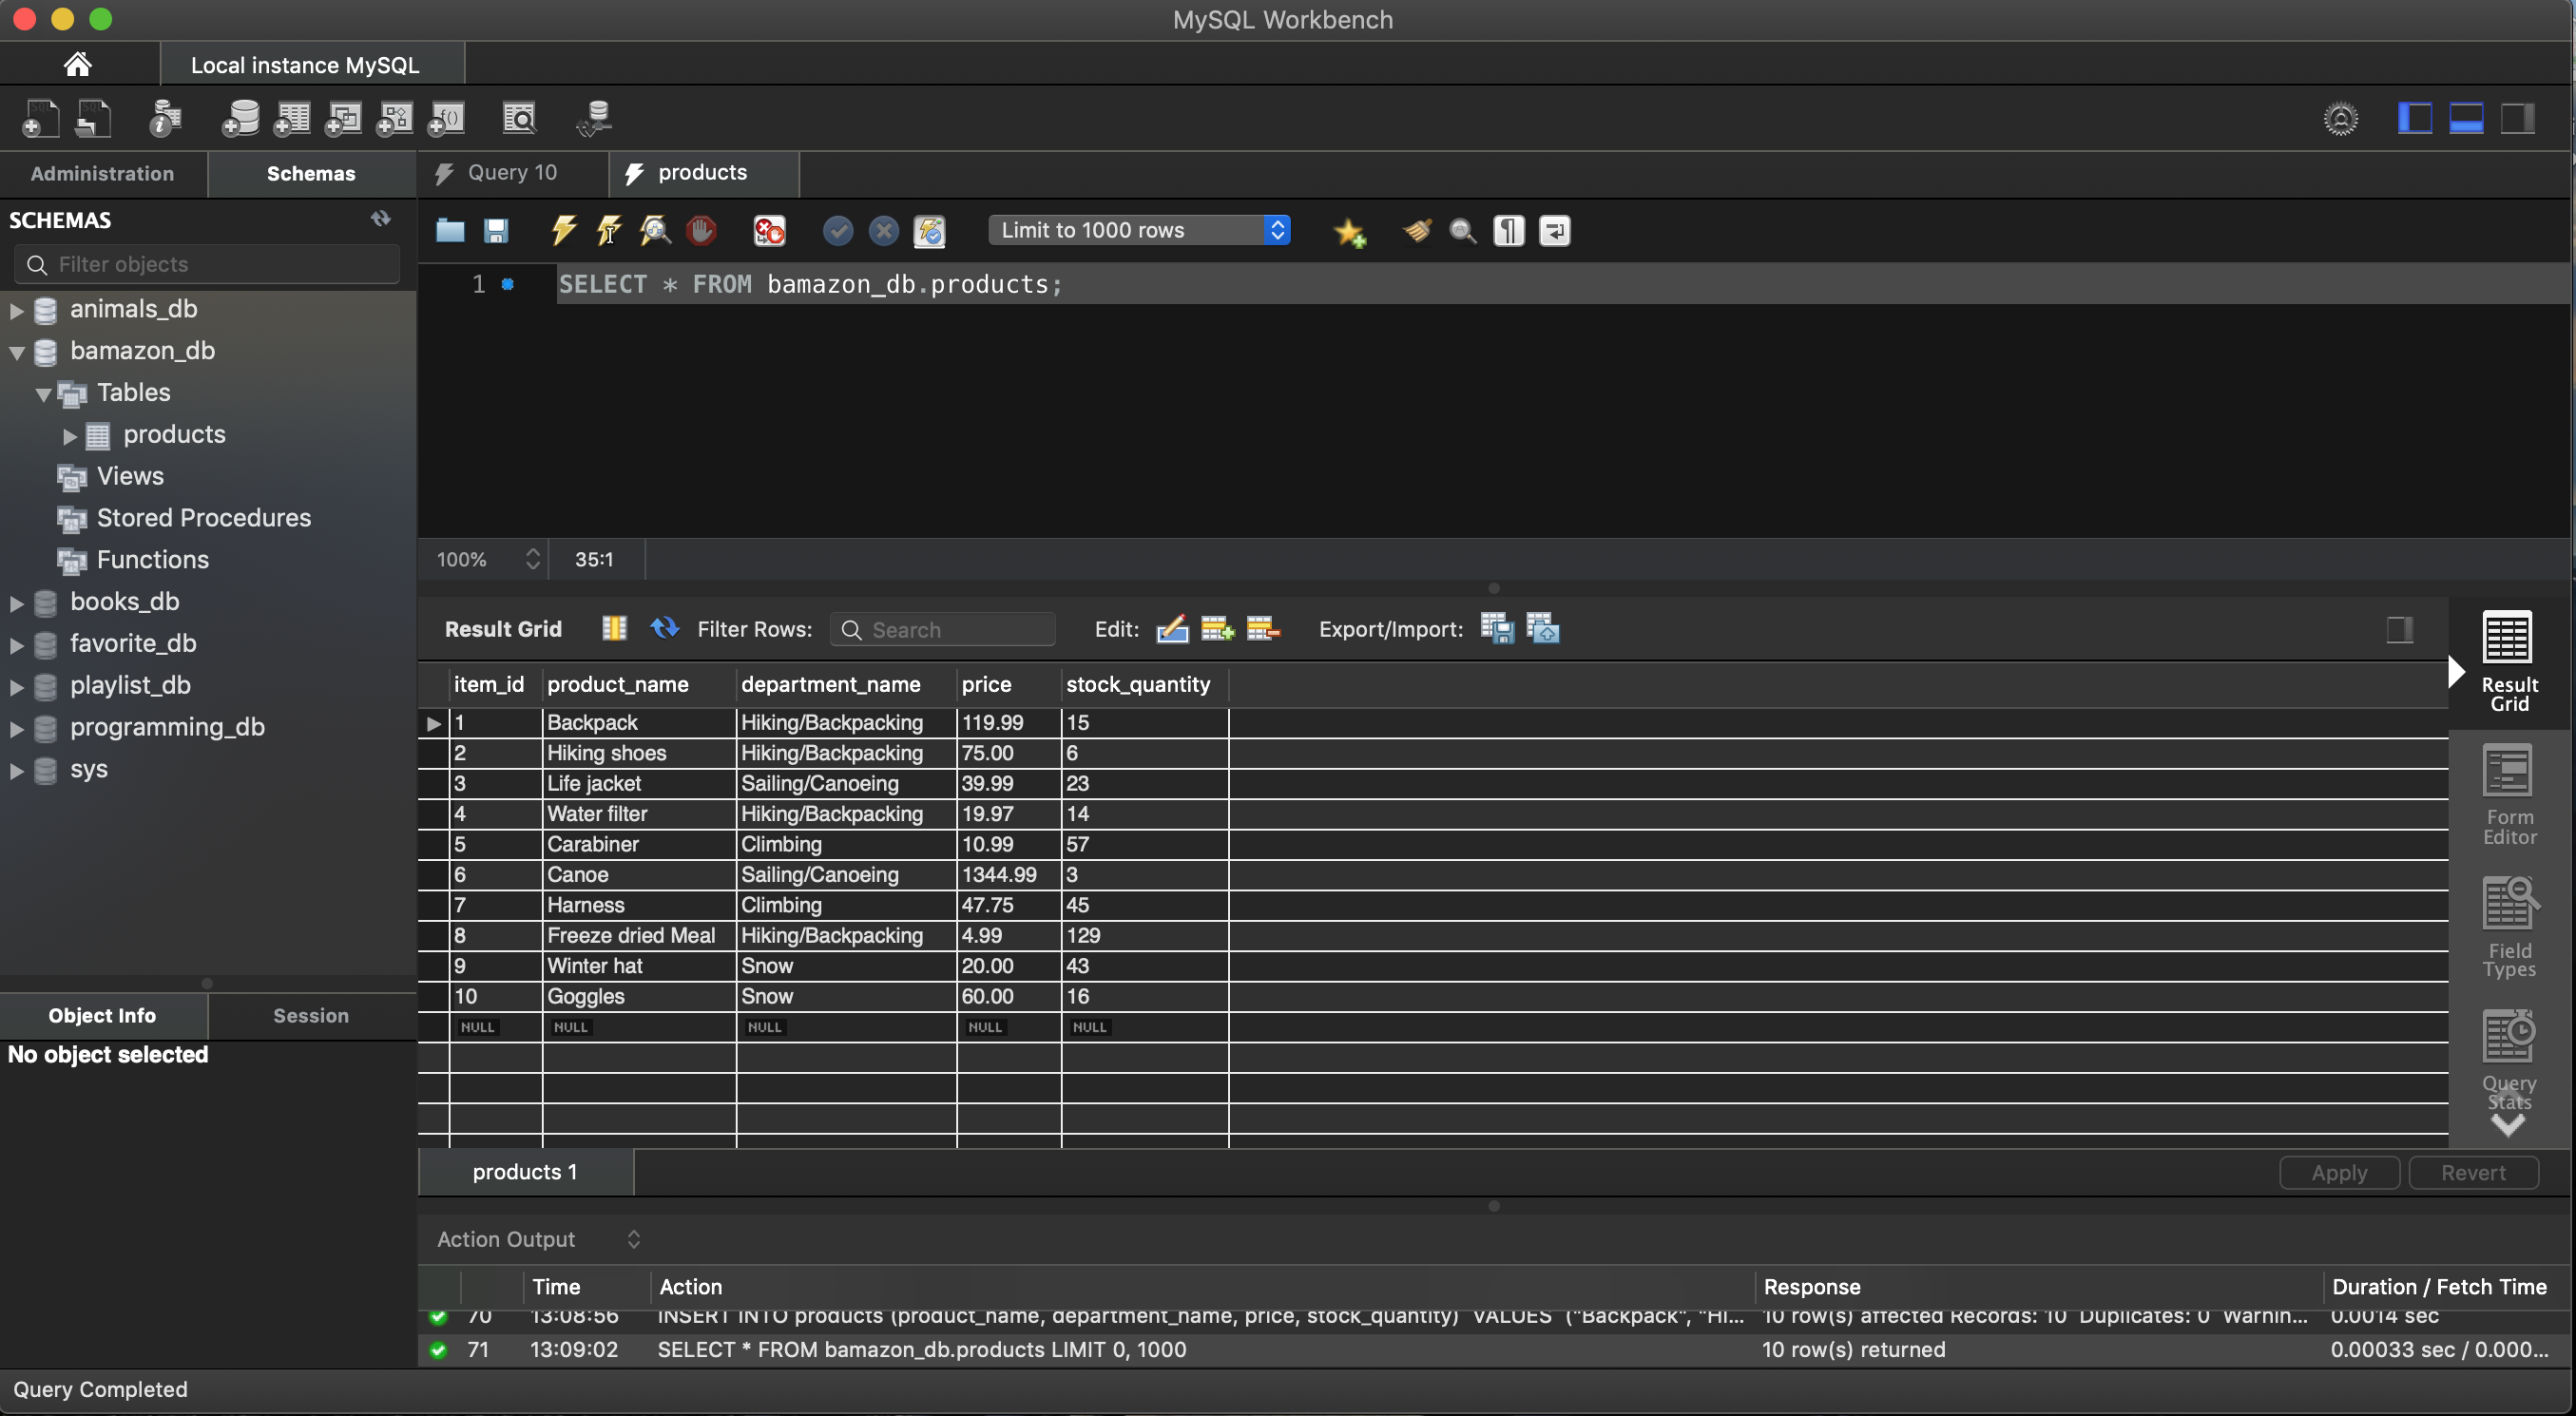 MySQL Workbench
Local instance MySQL
Administration
Schemas
Query 10
products
SCHEMAS
Filter objects
animals_db
bamazon_db
Tables
products
Views
Stored Procedures
Functions
books_db
favorite_db
playlist_db
programming_db
sys
Object Info
Session
No object selected
Limit to 1000 rows
1 SELECT * FROM bamazon_db.products;
100% 35:1
Result Grid Filter Rows: Search Edit: Export/Import:
item_id product_name department_name price stock_quantity
1 Backpack Hiking/Backpacking 119.99 15
2 Hiking shoes Hiking/Backpacking 75.00 6
3 Life jacket Sailing/Canoeing 39.99 23
4 Water filter Hiking/Backpacking 19.97 14
5 Carabiner Climbing 10.99 57
6 Canoe Sailing/Canoeing 1344.99 3
7 Harness Climbing 47.75 45
8 Freeze dried Meal Hiking/Backpacking 4.99 129
9 Winter hat Snow 20.00 43
10 Goggles Snow 60.00 16
NULL NULL NULL NULL NULL
Result
Grid
Form
Editor
Field
Types
Query
Stats
products 1
Apply Revert
Action Output
Time Action Response Duration / Fetch Time
70 13:08:56 INSERT INTO products (product_name, department_name, price, stock_quantity) VALUES ("Backpack", "Hi... 10 row(s) affected Records: 10 Duplicates: 0 Warnin... 0.0014 sec
71 13:09:02 SELECT * FROM bamazon_db.products LIMIT 0, 1000 10 row(s) returned 0.00033 sec / 0.000...
Query Completed